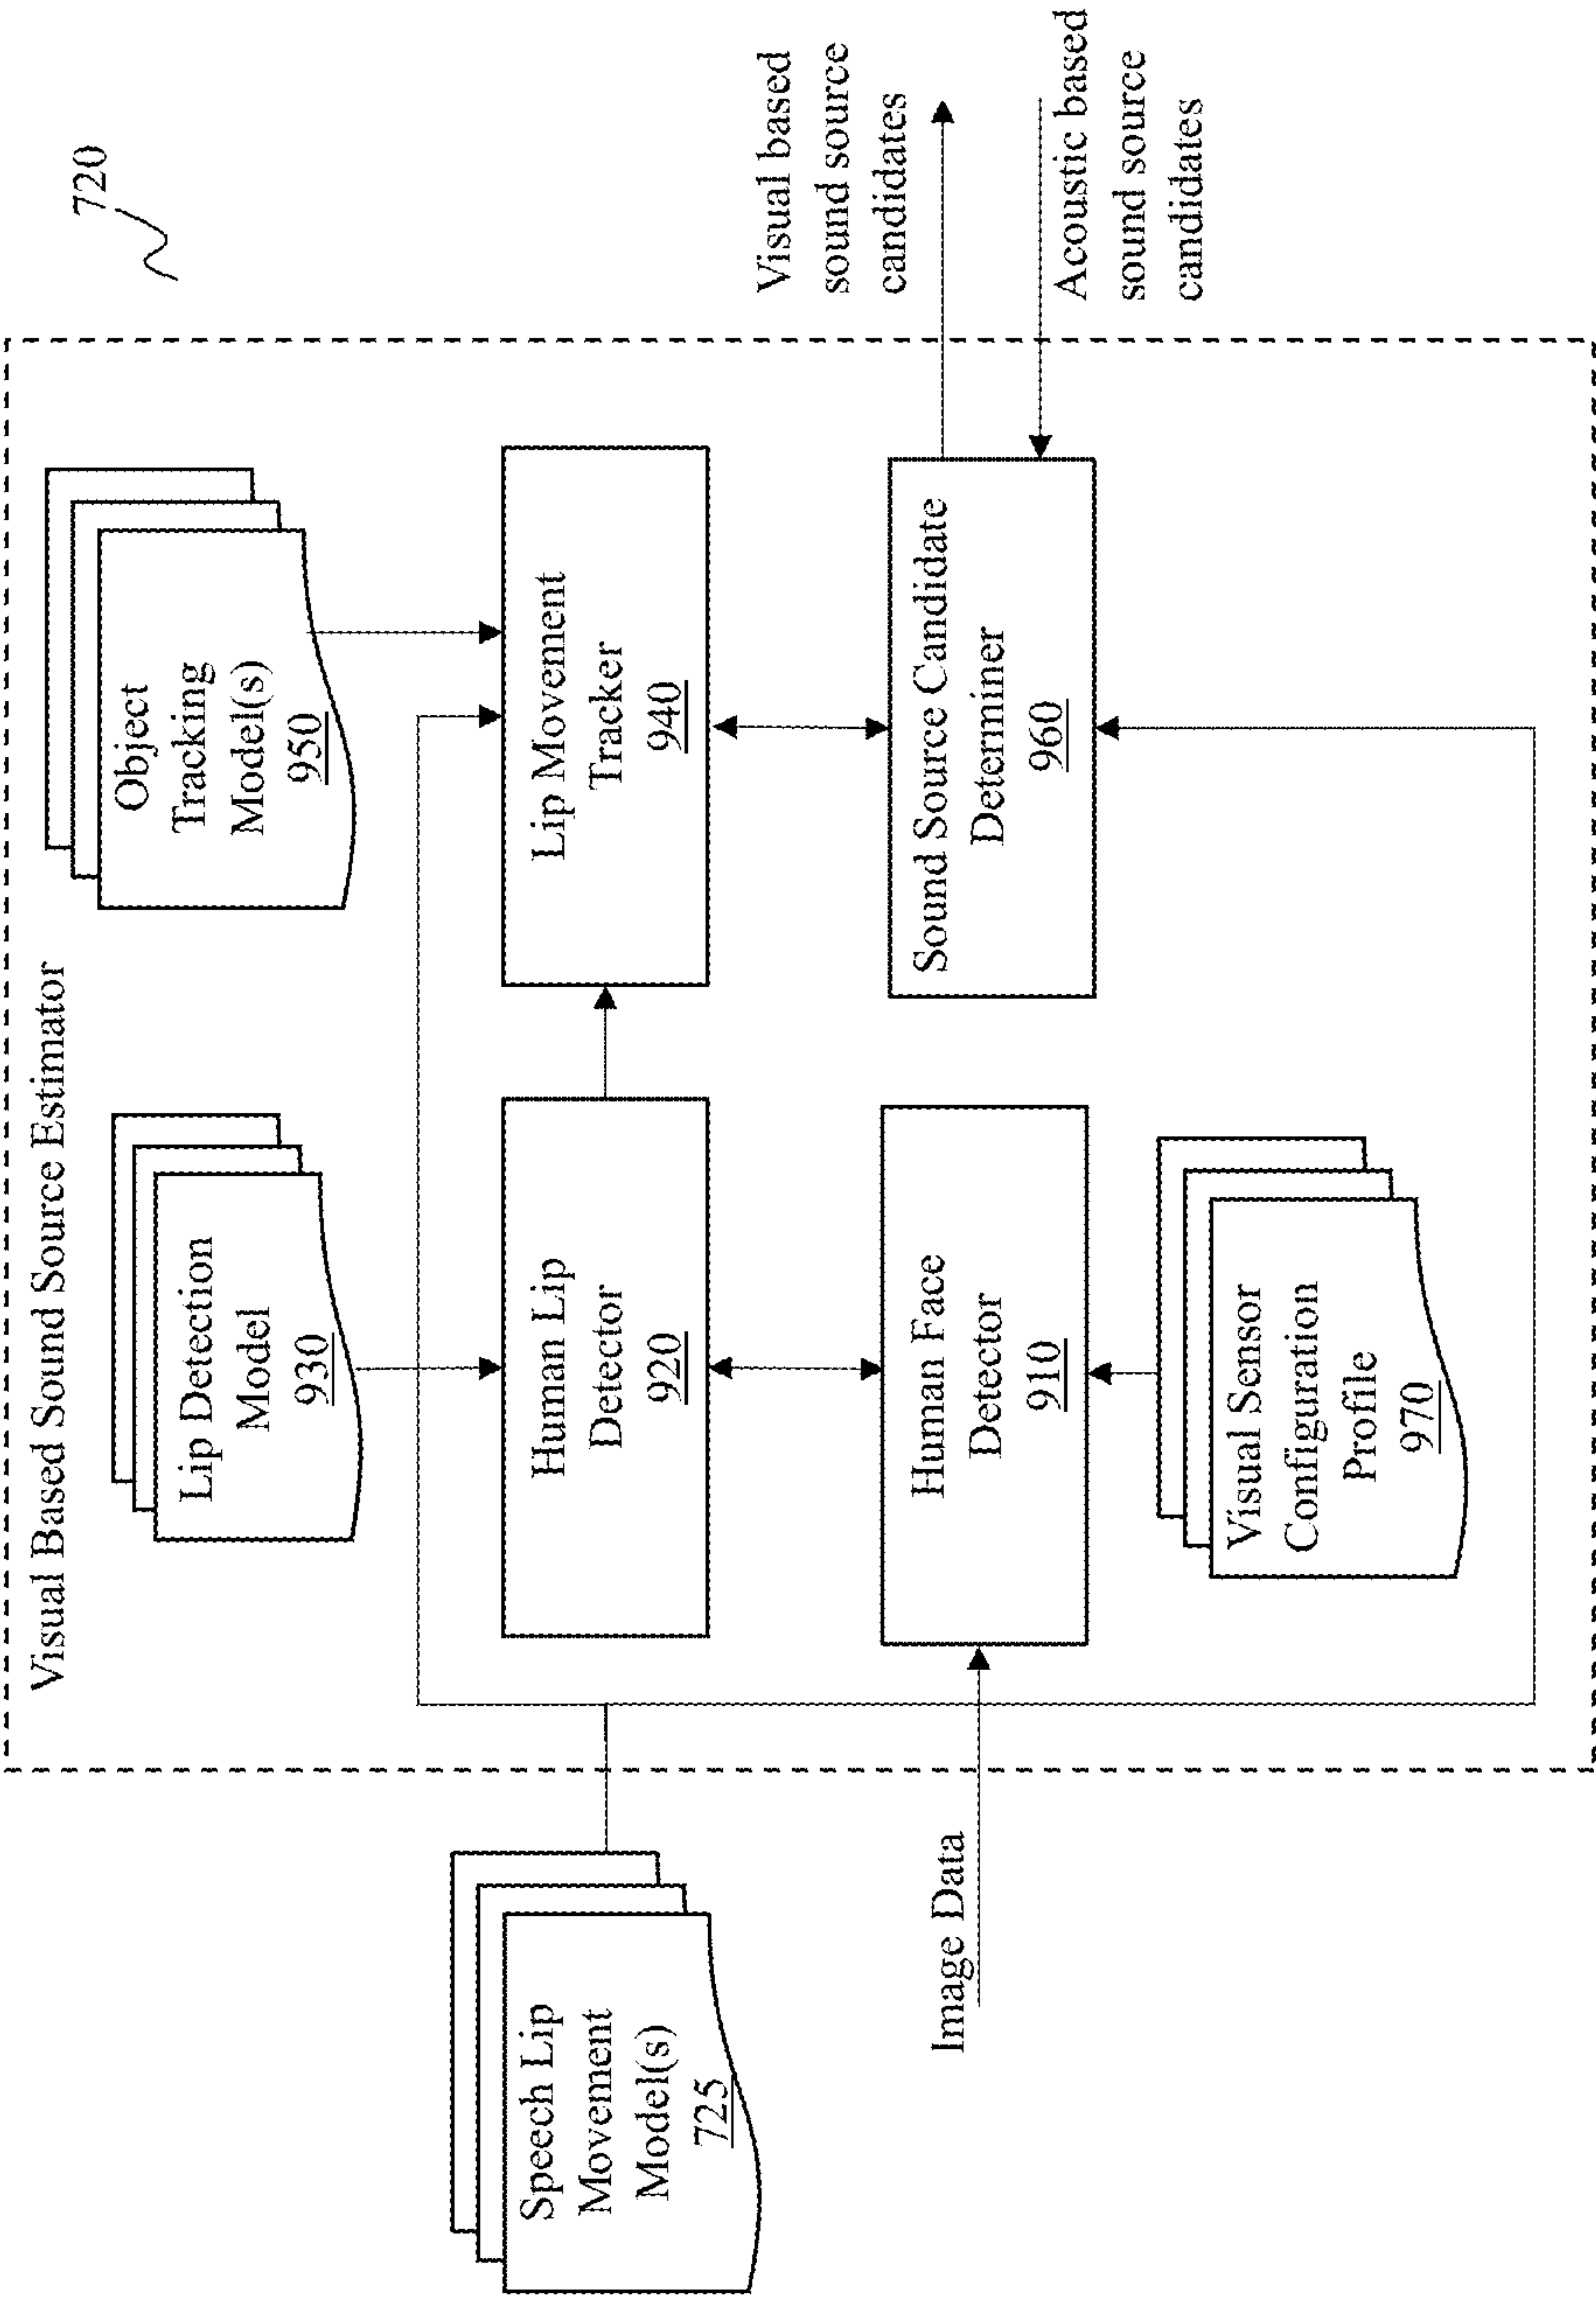 720
Visual Based Sound Source Estimator
Lip Detection
Model
930
Object
Tracking
Model(s)
950
Speech Lip
Movement
Model(s)
725
Human Lip
Detector
920
Lip Movement
Tracker
940
Visual based
sound source
candidates
Image Data
Human Face
Detector
910
Sound Source Candidate
Determiner
960
Acoustic based
sound source
candidates
Visual Sensor
Configuration
Profile
970